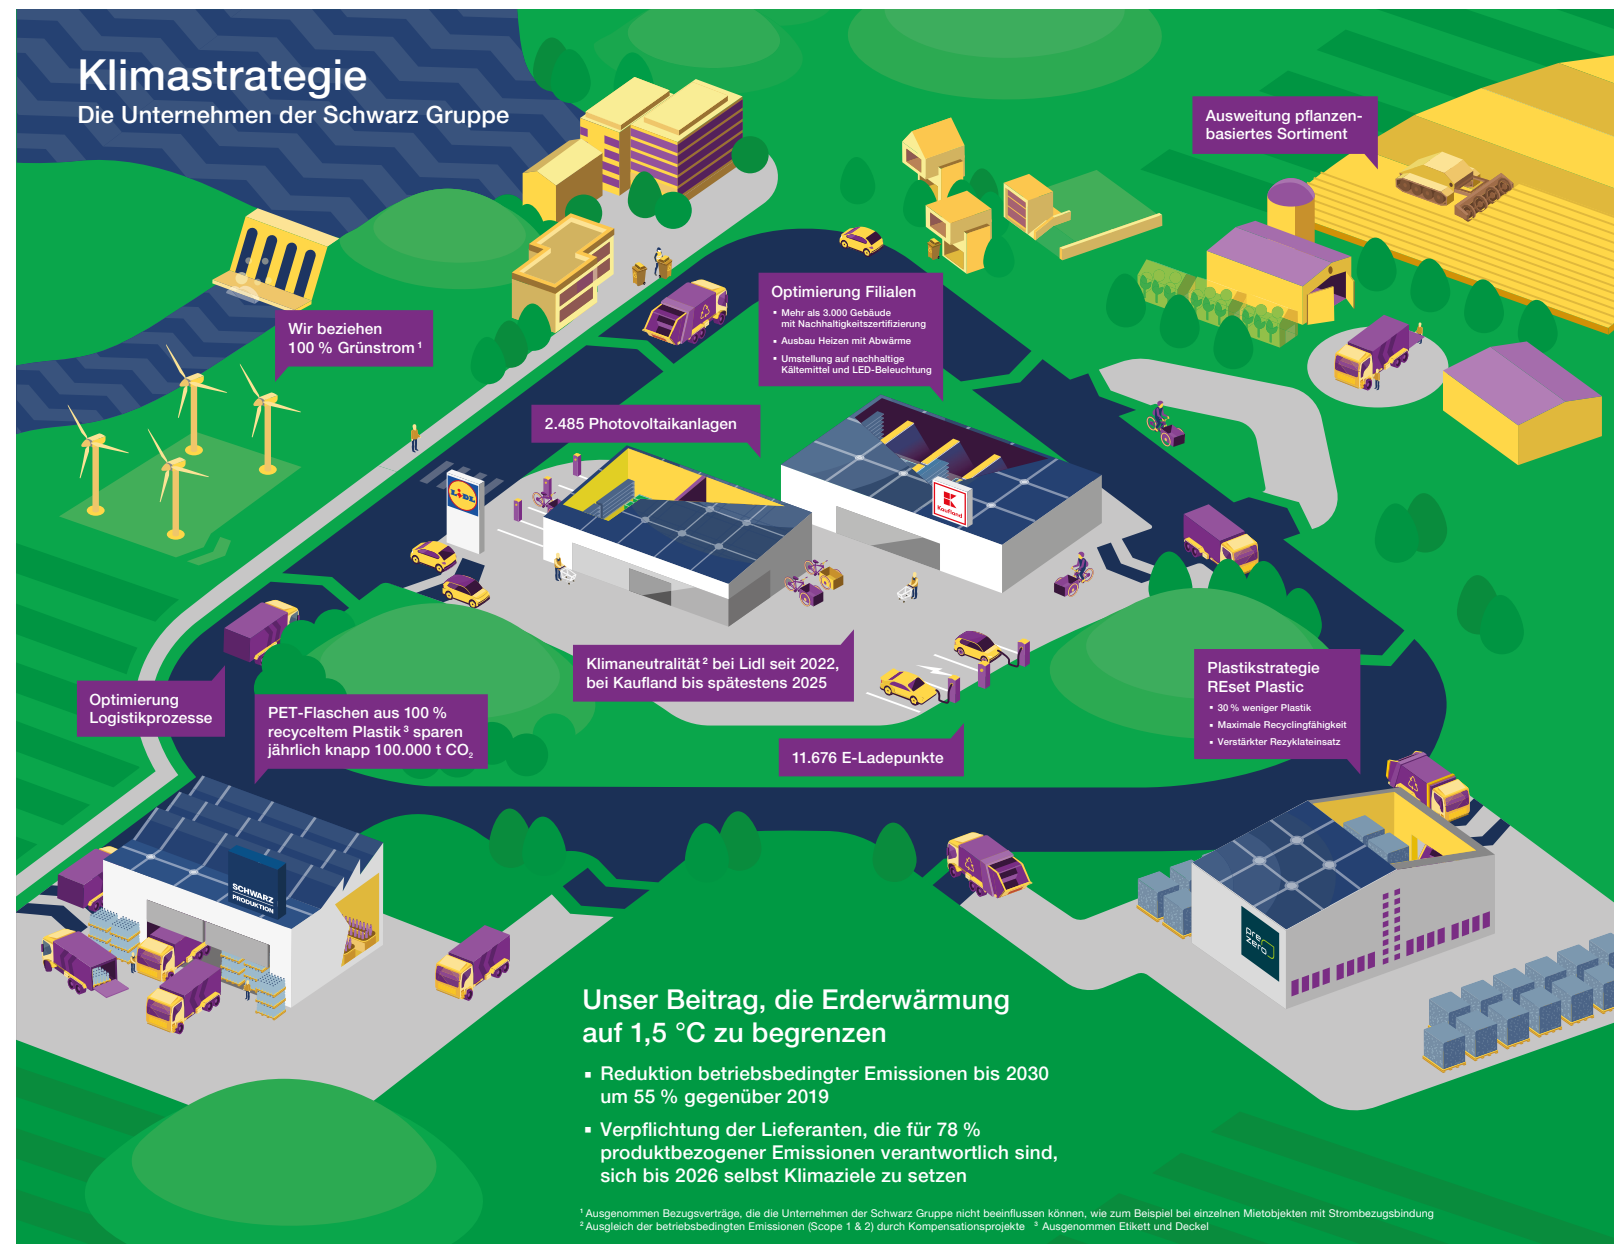 Klimastrategie
Die Unternehmen der Schwarz Gruppe
Ausweitung pflanzen-
basiertes Sortiment
Wir beziehen
100 % Grünstrom ¹
Optimierung Filialen
▪ Mehr als 3.000 Gebäude
mit Nachhaltigkeitszertifizierung
▪ Ausbau Heizen mit Abwärme
▪ Umstellung auf nachhaltige
Kältemittel und LED-Beleuchtung
2.485 Photovoltaikanlagen
LIDL
Kaufland
Klimaneutralität ² bei Lidl seit 2022,
bei Kaufland bis spätestens 2025
Plastikstrategie
REset Plastic
▪ 30 % weniger Plastik
▪ Maximale Recyclingfähigkeit
▪ Verstärkter Rezyklateinsatz
Optimierung
Logistikprozesse
PET-Flaschen aus 100 %
recyceltem Plastik ³ sparen
jährlich knapp 100.000 t CO₂
11.676 E-Ladepunkte
SCHWARZ
PRODUKTION
pre
zero
Unser Beitrag, die Erderwärmung
auf 1,5 °C zu begrenzen
▪ Reduktion betriebsbedingter Emissionen bis 2030
um 55 % gegenüber 2019
▪ Verpflichtung der Lieferanten, die für 78 %
produktbezogener Emissionen verantwortlich sind,
sich bis 2026 selbst Klimaziele zu setzen
¹ Ausgenommen Bezugsverträge, die die Unternehmen der Schwarz Gruppe nicht beeinflussen können, wie zum Beispiel bei einzelnen Mietobjekten mit Strombezugsbindung
² Ausgleich der betriebsbedingten Emissionen (Scope 1 & 2) durch Kompensationsprojekte ³ Ausgenommen Etikett und Deckel